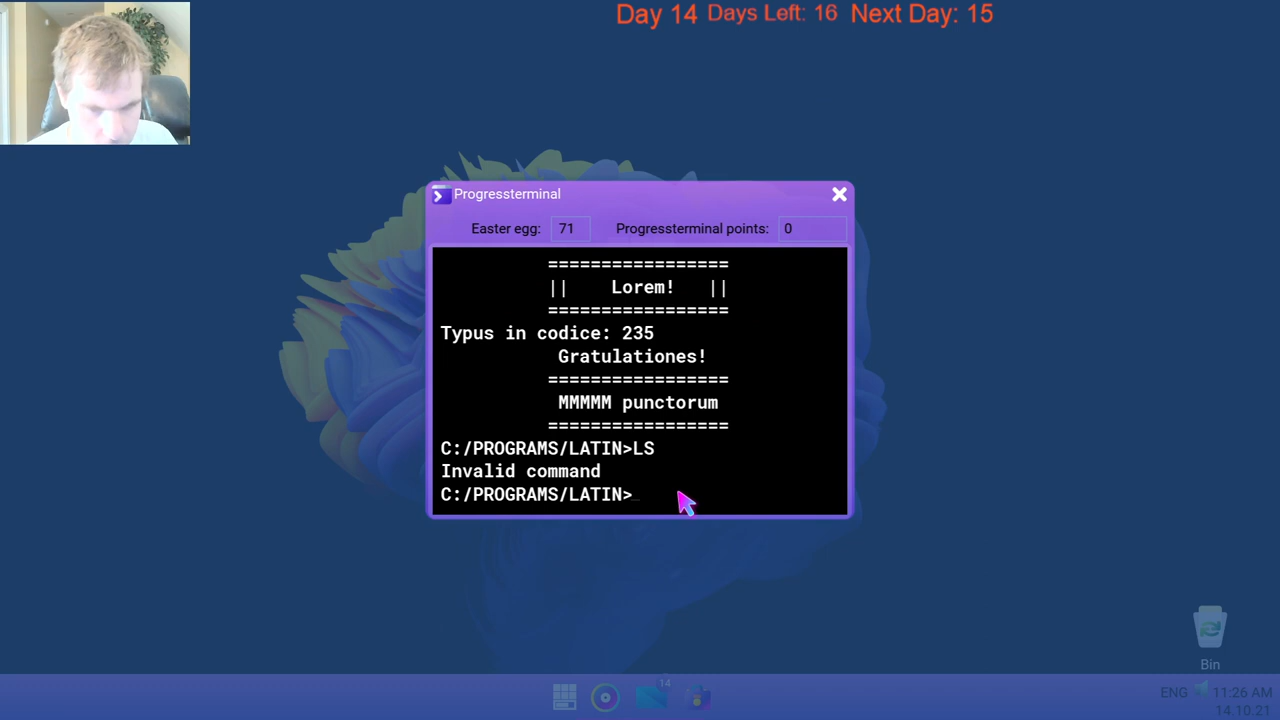 Day 14 Days Left: 16 Next Day: 15
Progressterminal
Easter egg: 71 Progressterminal points: 0
=================
|| Lorem! ||
=================
Typus in codice: 235
Gratulationes!
=================
MMMMM punctorum
=================
C:/PROGRAMS/LATIN>LS
Invalid command
C:/PROGRAMS/LATIN>_
Bin
14
ENG 11:26 AM
14.10.21